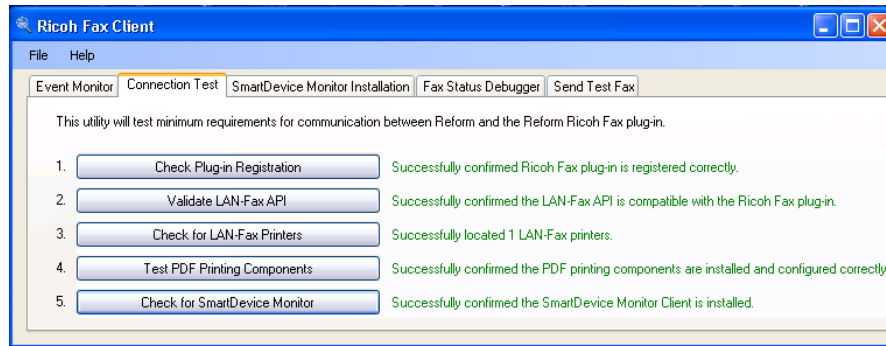 Ricoh Fax Client
File Help
Event Monitor Connection Test SmartDevice Monitor Installation Fax Status Debugger Send Test Fax
This utility will test minimum requirements for communication between Reform and the Reform Ricoh Fax plug-in.
1. Check Plug-in Registration Successfully confirmed Ricoh Fax plug-in is registered correctly.
2. Validate LAN-Fax API Successfully confirmed the LAN-Fax API is compatible with the Ricoh Fax plug-in.
3. Check for LAN-Fax Printers Successfully located 1 LAN-Fax printers.
4. Test PDF Printing Components Successfully confirmed the PDF printing components are installed and configured correctly
5. Check for SmartDevice Monitor Successfully confirmed the SmartDevice Monitor Client is installed.